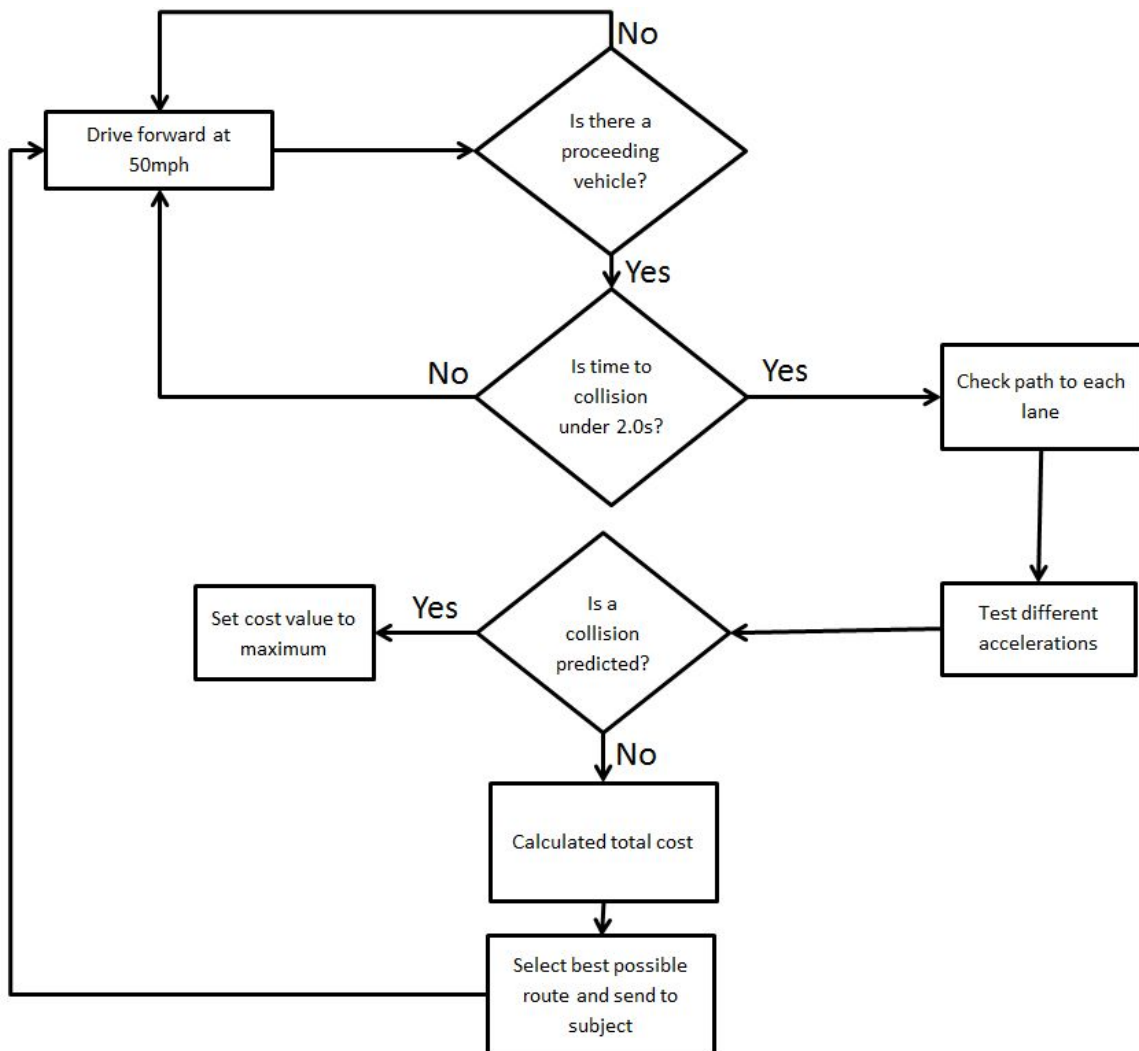 No
Drive forward at
50mph
Is there a
proceeding
vehicle?
Yes
No
Is time to
collision
under 2.0s?
Yes
Check path to each
lane
Set cost value to
maximum
Yes
Is a
collision
predicted?
Test different
accelerations
No
Calculated total cost
Select best possible
route and send to
subject